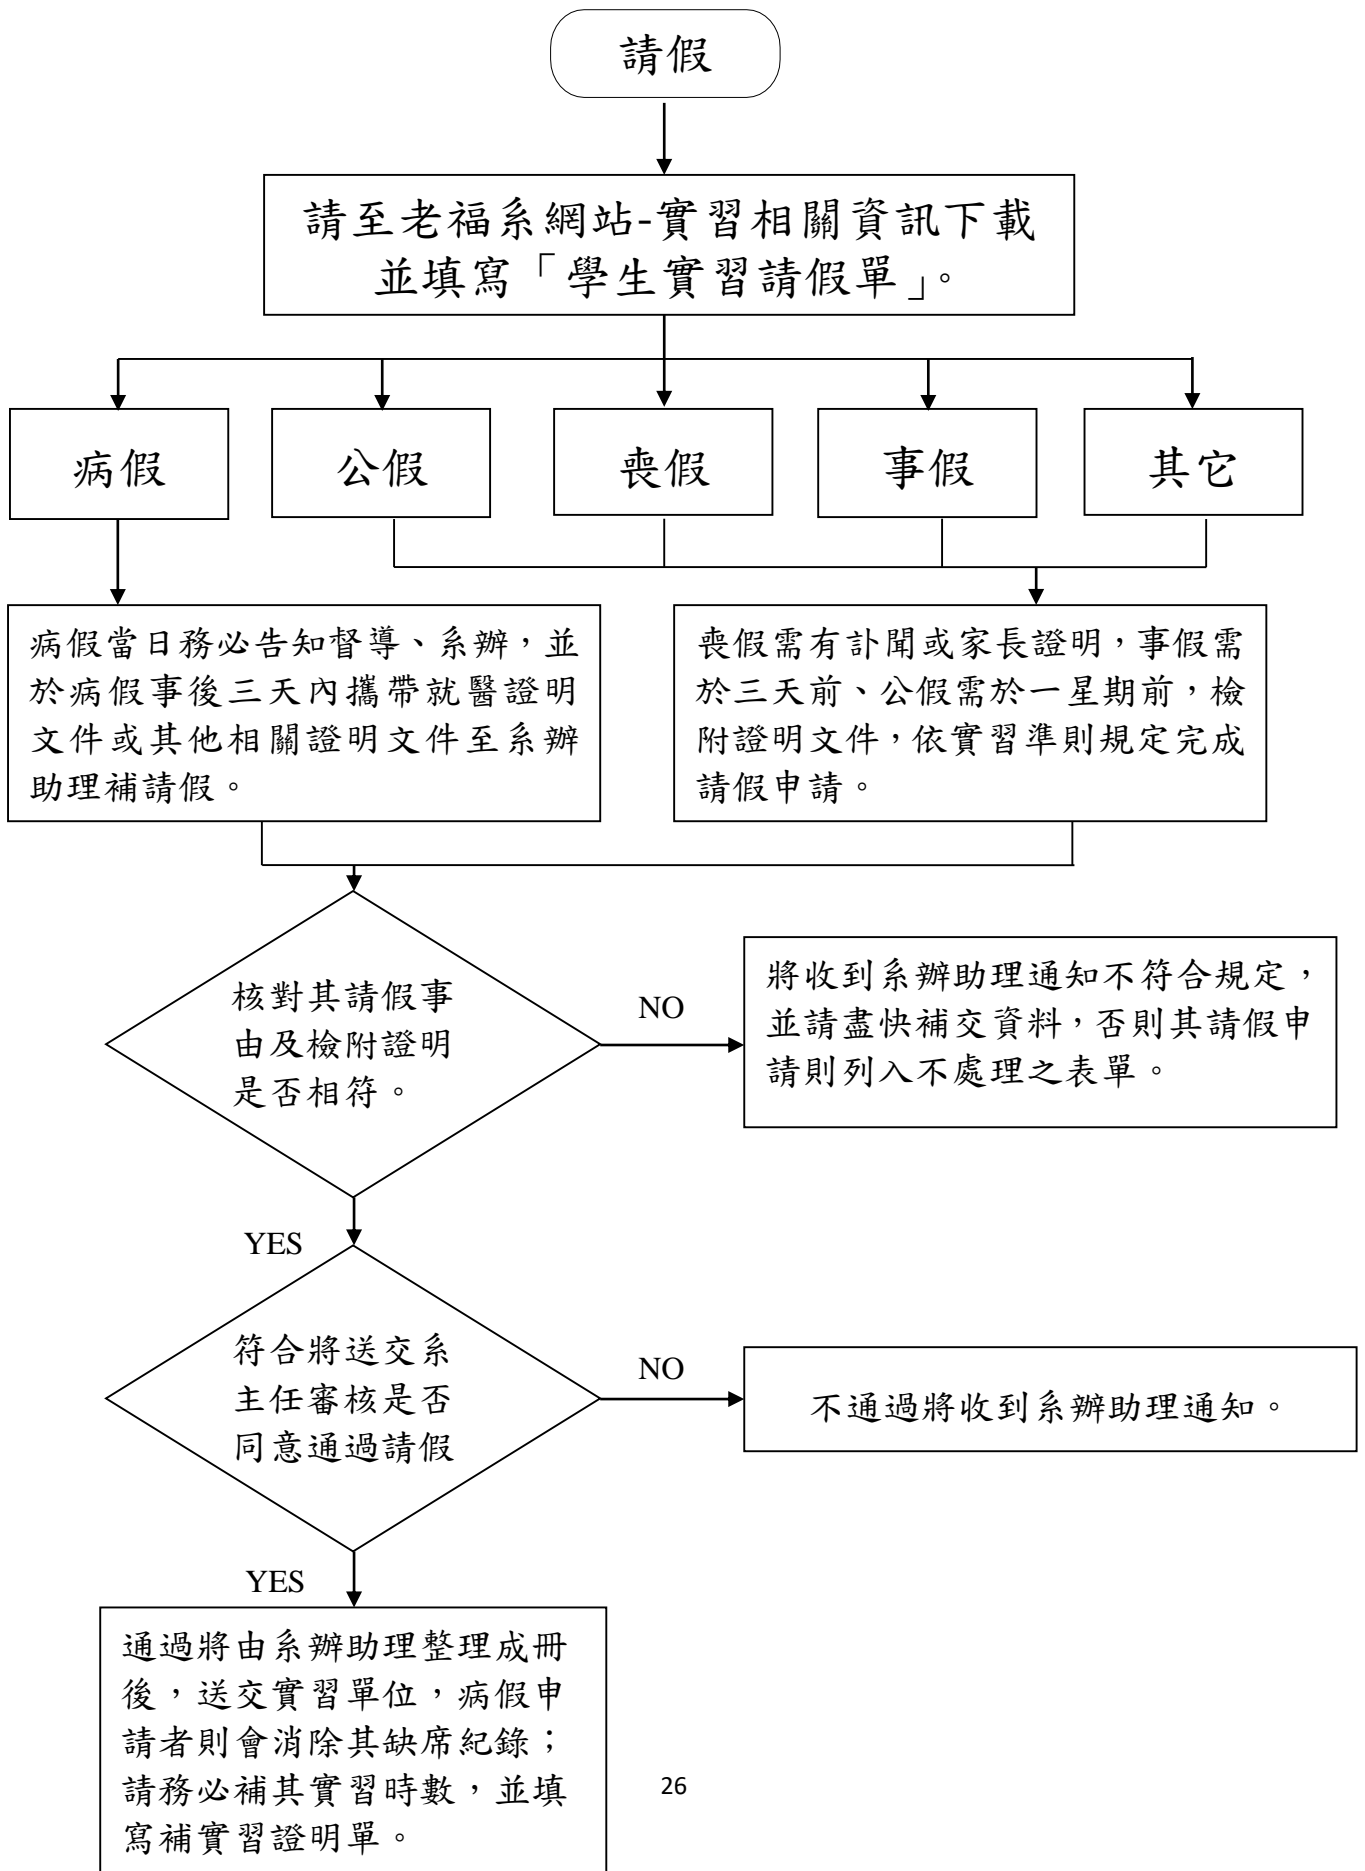 請假
請至老福系網站-實習相關資訊下載
並填寫「學生實習請假單」。
病假
公假
喪假
事假
其它
病假當日務必告知督導、系辦，並
於病假事後三天內攜帶就醫證明
文件或其他相關證明文件至系辦
助理補請假。
喪假需有訃聞或家長證明，事假需
於三天前、公假需於一星期前，檢
附證明文件，依實習準則規定完成
請假申請。
核對其請假事
由及檢附證明
是否相符。
NO
將收到系辦助理通知不符合規定，
並請盡快補交資料，否則其請假申
請則列入不處理之表單。
YES
符合將送交系
主任審核是否
同意通過請假
NO
不通過將收到系辦助理通知。
YES
通過將由系辦助理整理成冊
後，送交實習單位，病假申
請者則會消除其缺席紀錄；
請務必補其實習時數，並填
寫補實習證明單。
26